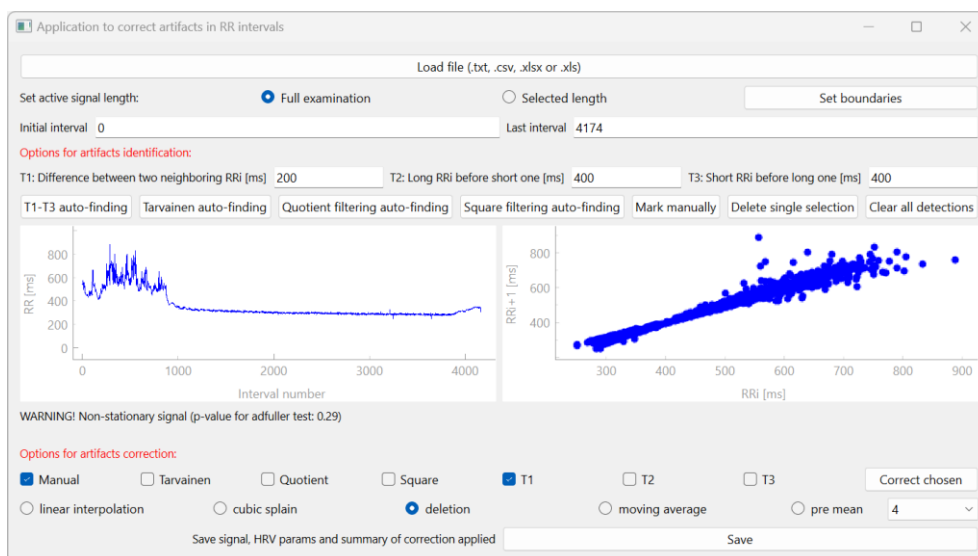 Application to correct artifacts in RR intervals
Load file (.txt, .csv, .xlsx or .xls)
Set active signal length: Full examination Selected length Set boundaries
Initial interval 0 Last interval 4174
Options for artifacts identification:
T1: Difference between two neighboring RRi [ms] 200 T2: Long RRi before short one [ms] 400 T3: Short RRi before long one [ms] 400
T1-T3 auto-finding Tarvainen auto-finding Quotient filtering auto-finding Square filtering auto-finding Mark manually Delete single selection Clear all detections
RR [ms]
800
600
400
200
0
0 1000 2000 3000 4000
Interval number
RRi+1 [ms]
800
600
400
300 400 500 600 700 800 900
RRi [ms]
WARNING! Non-stationary signal (p-value for adfuller test: 0.29)
Options for artifacts correction:
Manual Tarvainen Quotient Square T1 T2 T3 Correct chosen
linear interpolation cubic splain deletion moving average pre mean 4
Save signal, HRV params and summary of correction applied Save